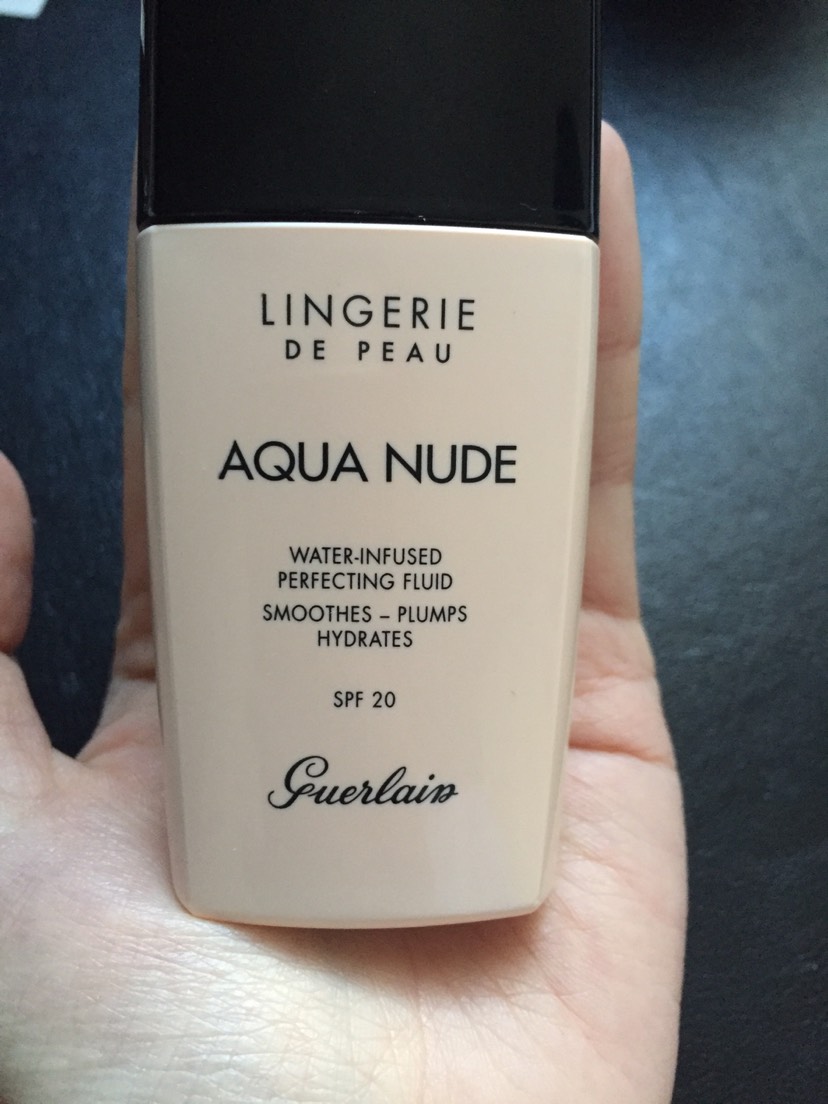 LINGERIE
DE PEAU
AQUA NUDE
WATER-INFUSED
PERFECTING FLUID
SMOOTHES – PLUMPS
HYDRATES
SPF 20
Guerlain